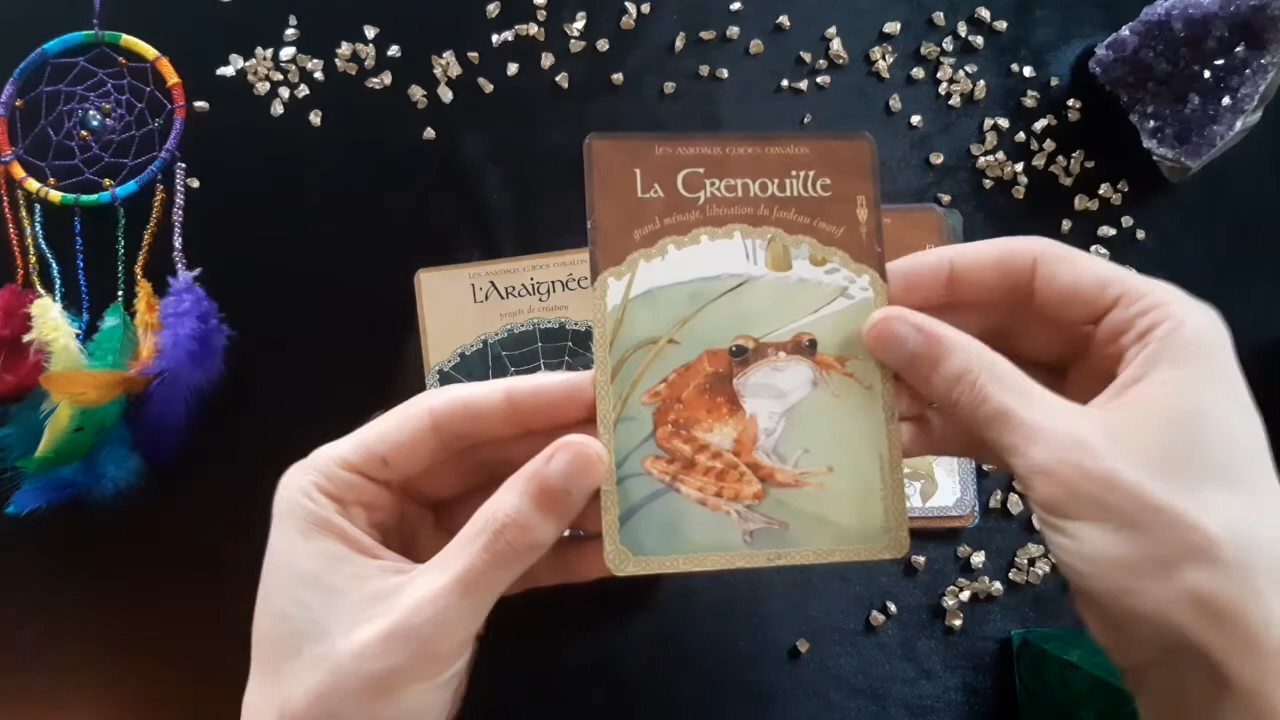 LES ANIMAUX GUIDES D'AVALON
La Grenouille
grand ménage, libération du fardeau émotif
LES ANIMAUX GUIDES D'AVALON
L'Araignée
projets de création